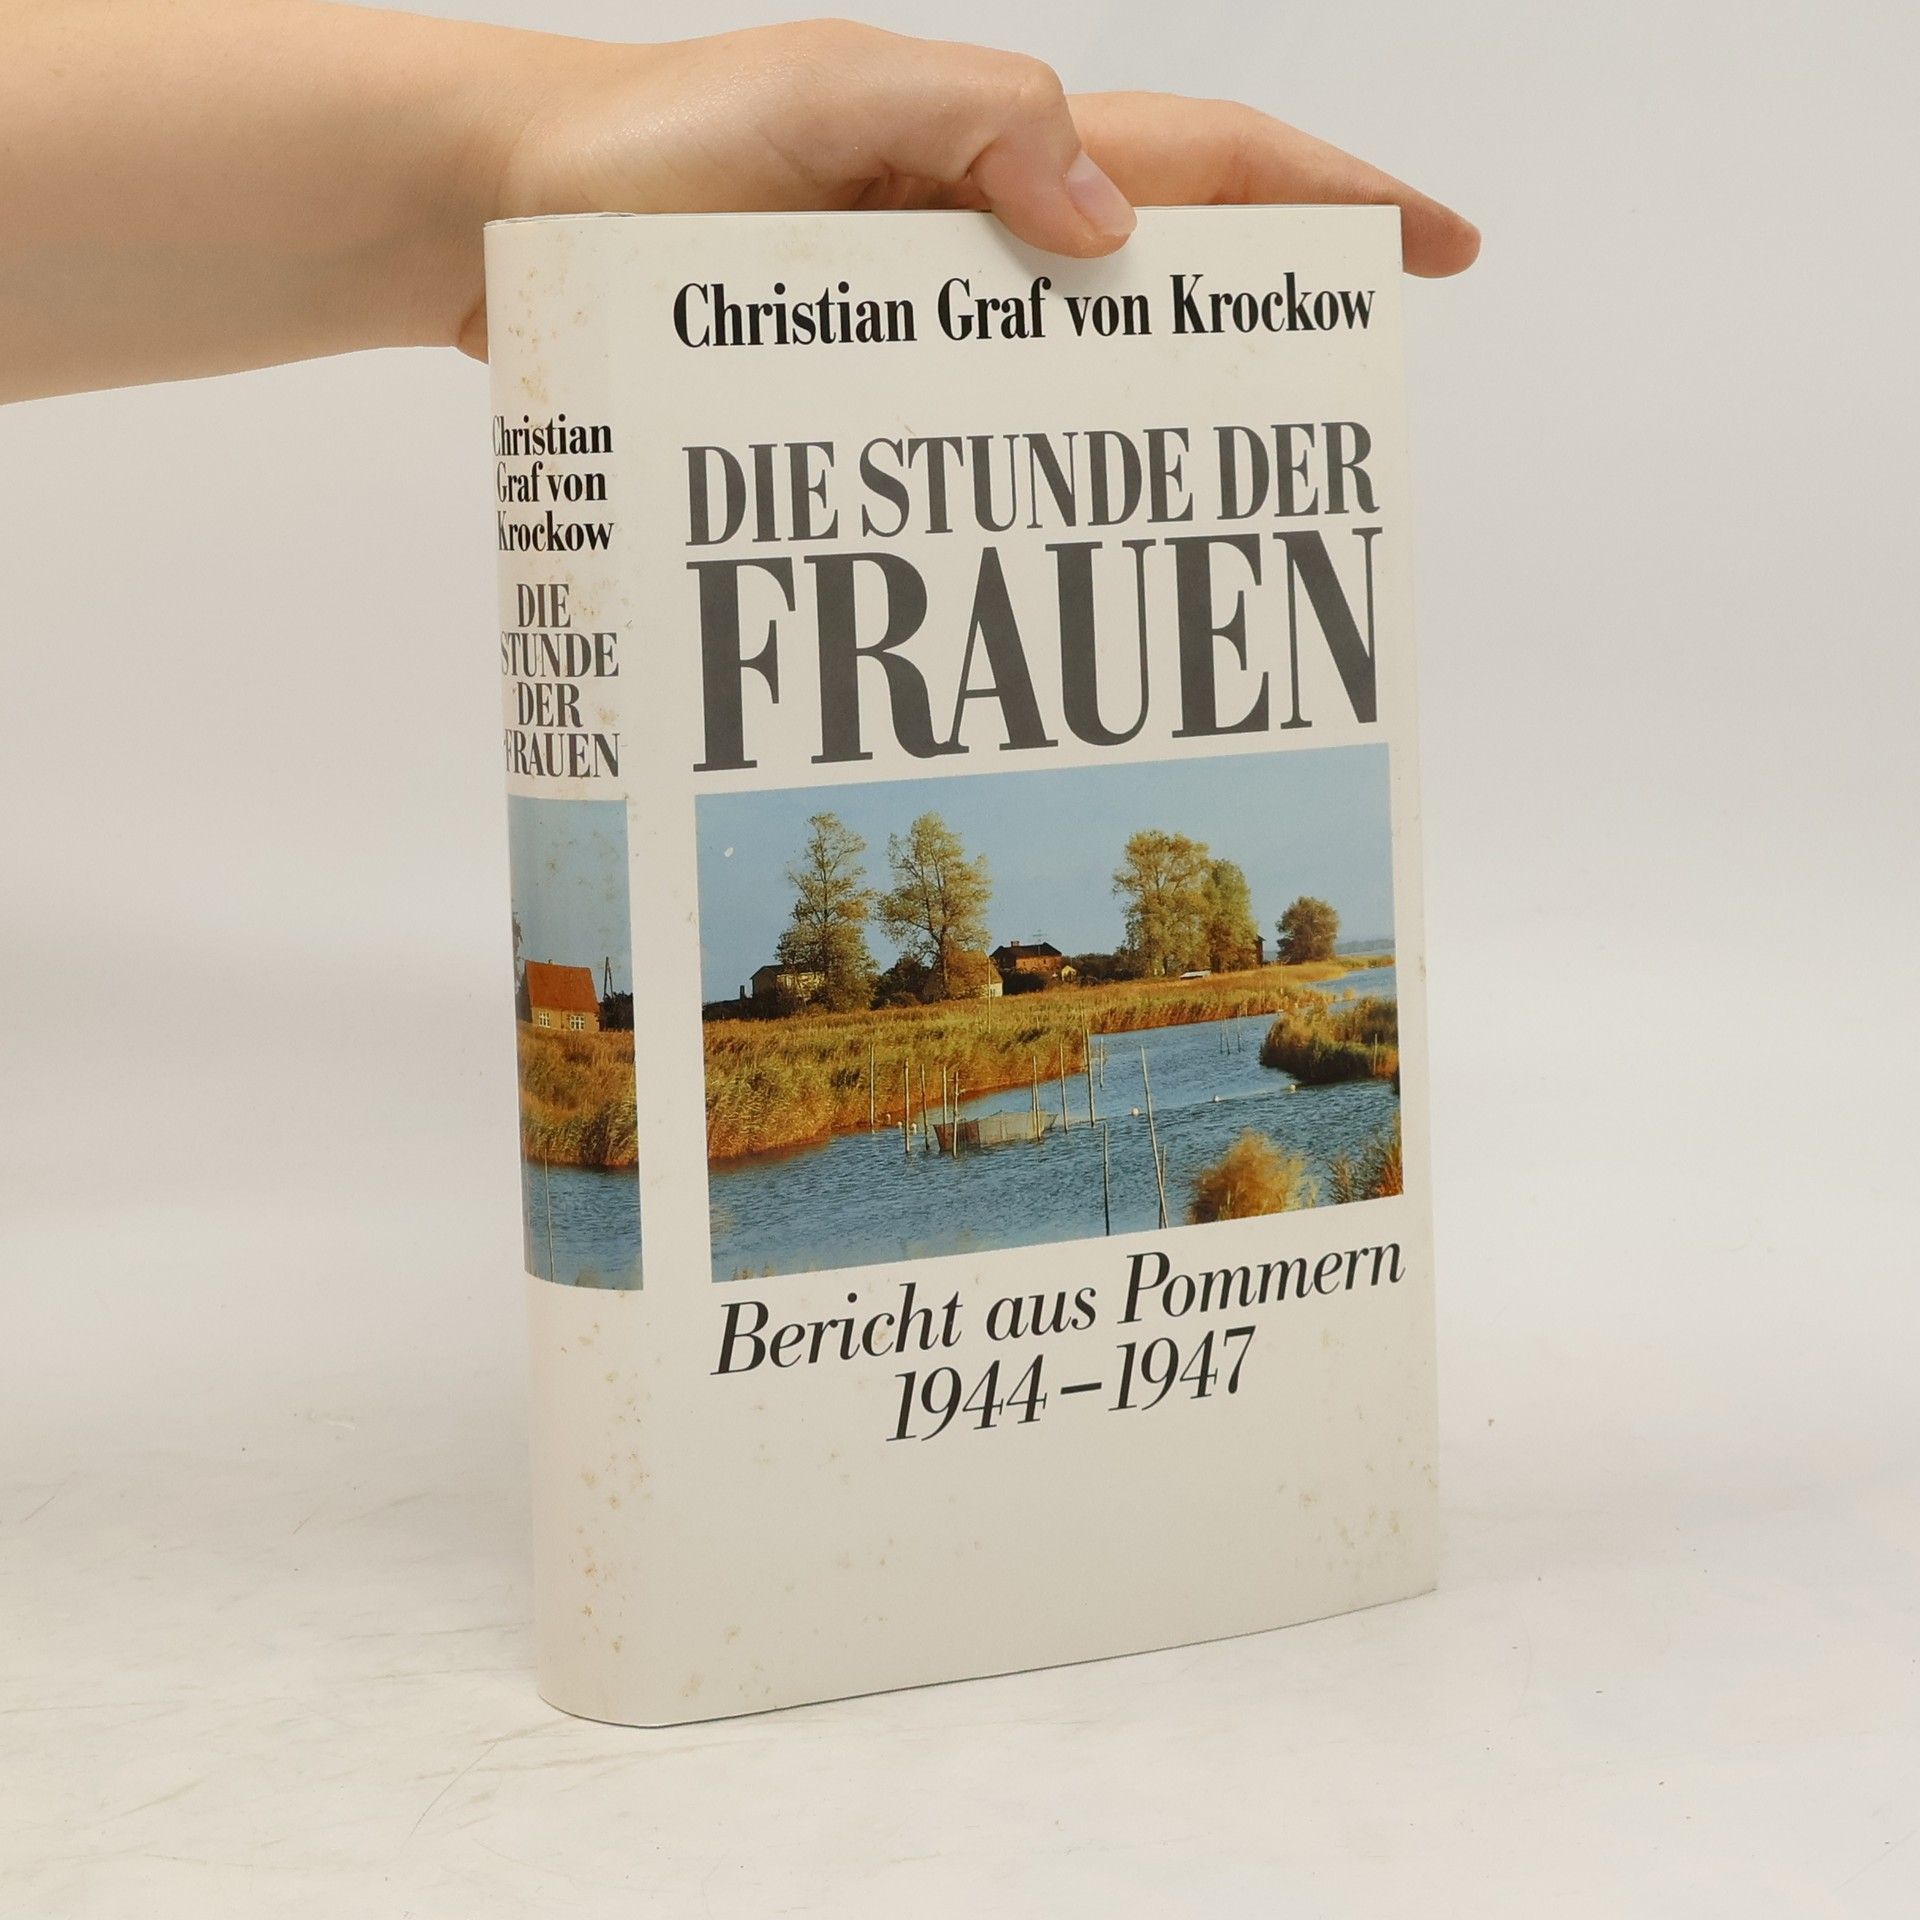 Christian Graf von Krockow
DIE STUNDE DER
FRAUEN
Bericht aus Pommern
1944–1947
Christian
Graf von
Krockow
DIE
STUNDE
DER
FRAUEN